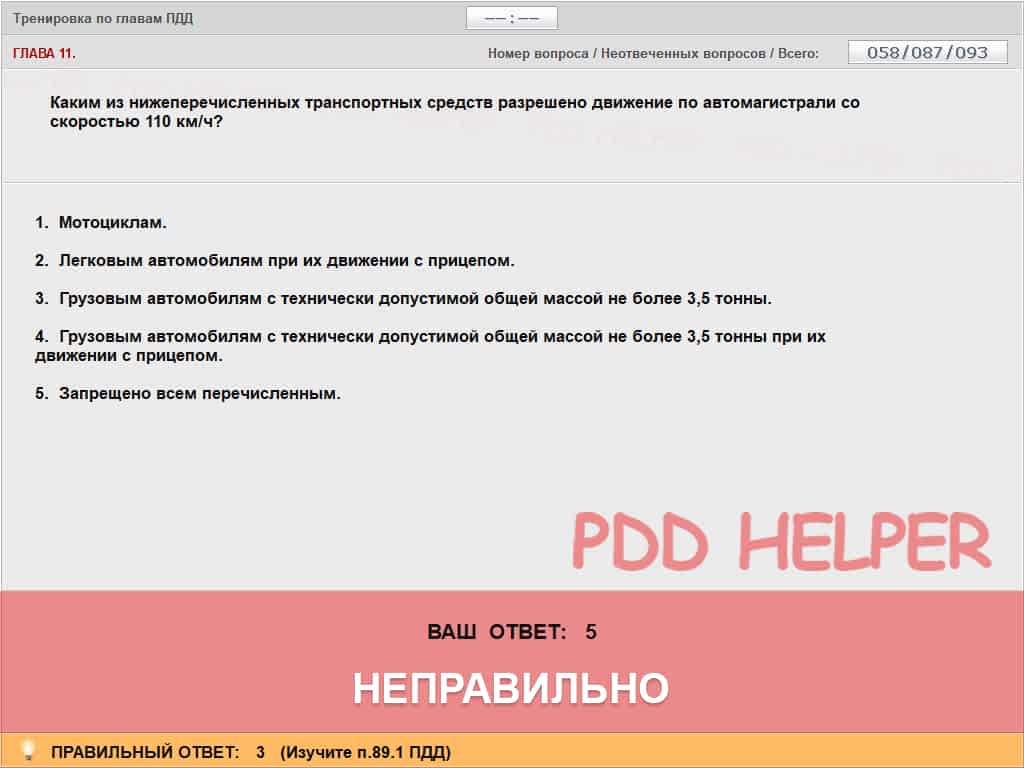 Тренировка по главам ПДД
—— : ——
ГЛАВА 11.
Номер вопроса / Неотвеченных вопросов / Всего:
058/087/093
Каким из нижеперечисленных транспортных средств разрешено движение по автомагистрали со
скоростью 110 км/ч?
1. Мотоциклам.
2. Легковым автомобилям при их движении с прицепом.
3. Грузовым автомобилям с технически допустимой общей массой не более 3,5 тонны.
4. Грузовым автомобилям с технически допустимой общей массой не более 3,5 тонны при их
движении с прицепом.
5. Запрещено всем перечисленным.
PDD HELPER
ВАШ ОТВЕТ: 5
НЕПРАВИЛЬНО
ПРАВИЛЬНЫЙ ОТВЕТ: 3 (Изучите п.89.1 ПДД)